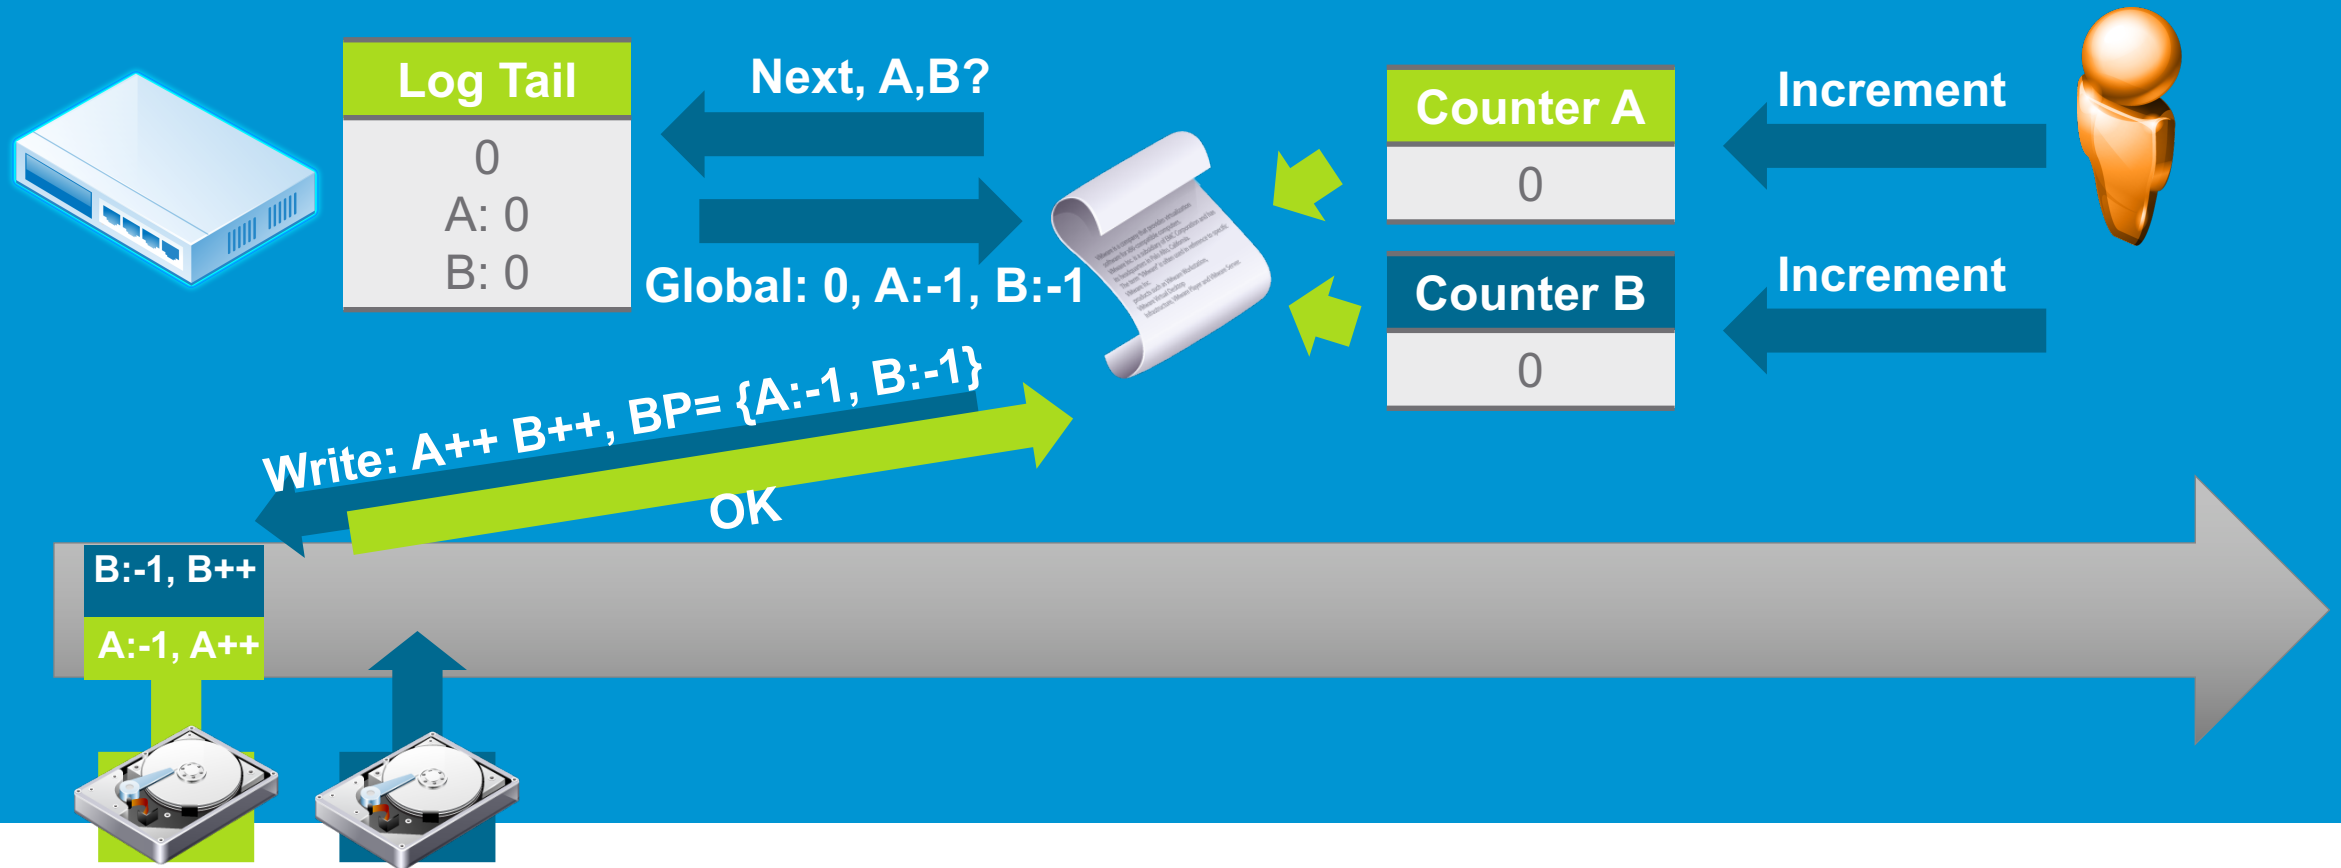 Log Tail
0
A: 0
B: 0
Next, A,B?
Global: 0, A:-1, B:-1
Counter A
0
Counter B
0
Increment
Increment
Write: A++ B++, BP= {A:-1, B:-1}
OK
B:-1, B++
A:-1, A++